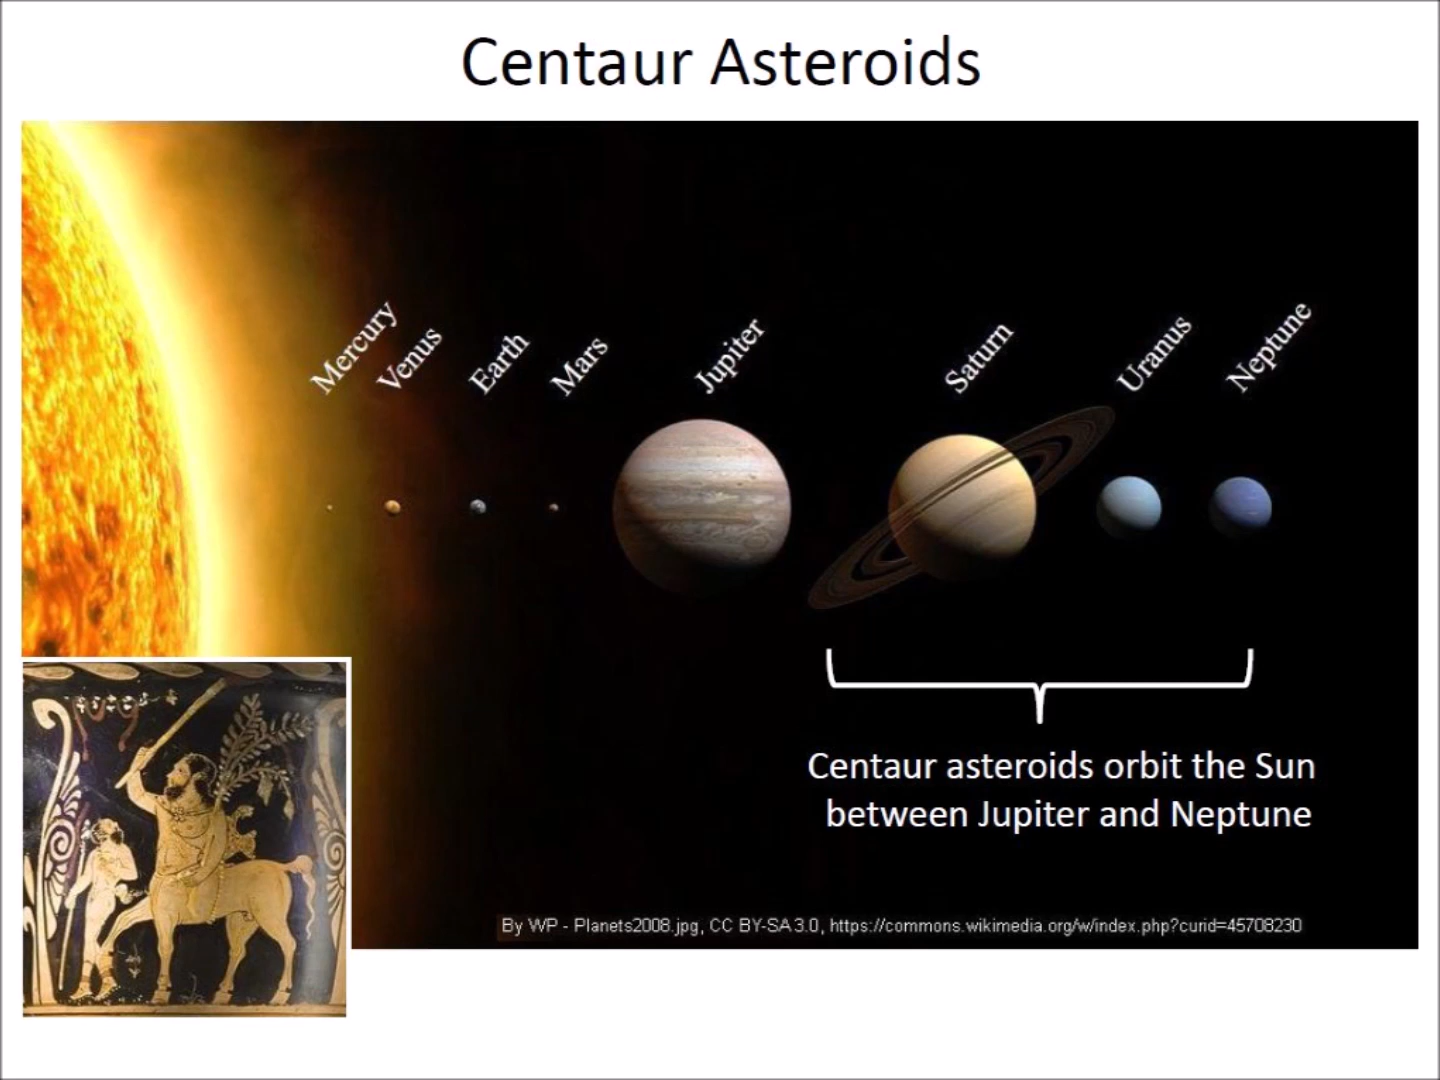 Centaur Asteroids
Mercury
Venus
Earth
Mars
Jupiter
Saturn
Uranus
Neptune
Centaur asteroids orbit the Sun
between Jupiter and Neptune
By WP - Planets2008.jpg, CC BY-SA 3.0, https://commons.wikimedia.org/w/index.php?curid=45708230